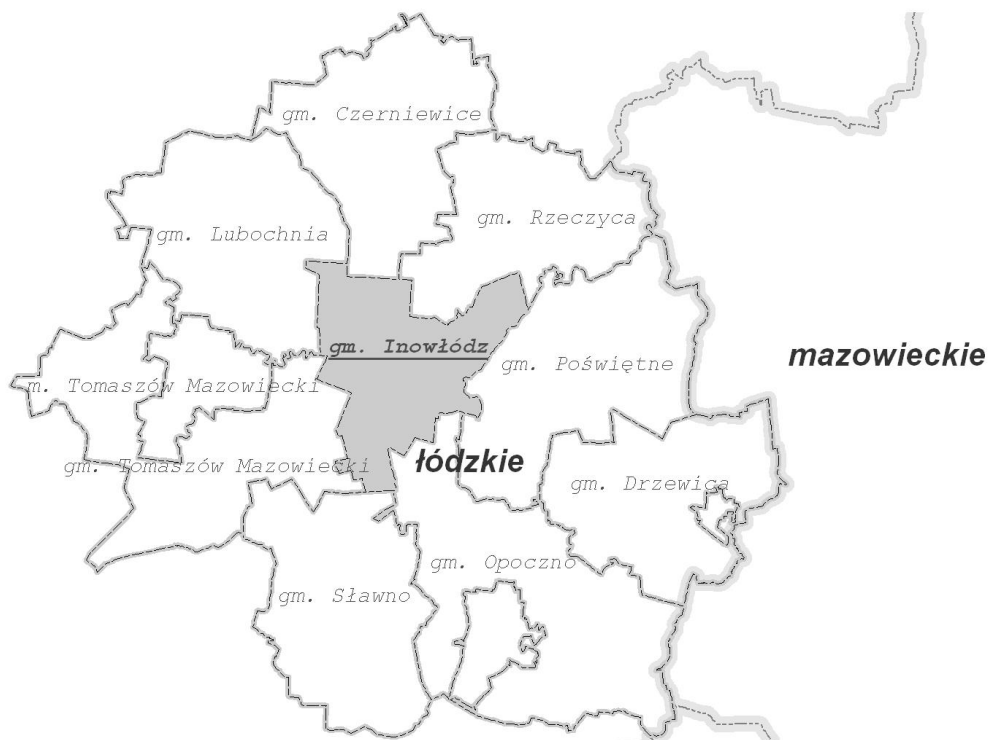 gm. Czerniewice
gm. Rzeczyca
gm. Lubochnia
gm. Inowłódz
mazowieckie
gm. Poświętne
m. Tomaszów Mazowiecki
łódzkie
gm. Tomaszów Mazowiecki
gm. Drzewica
gm. Opoczno
gm. Sławno